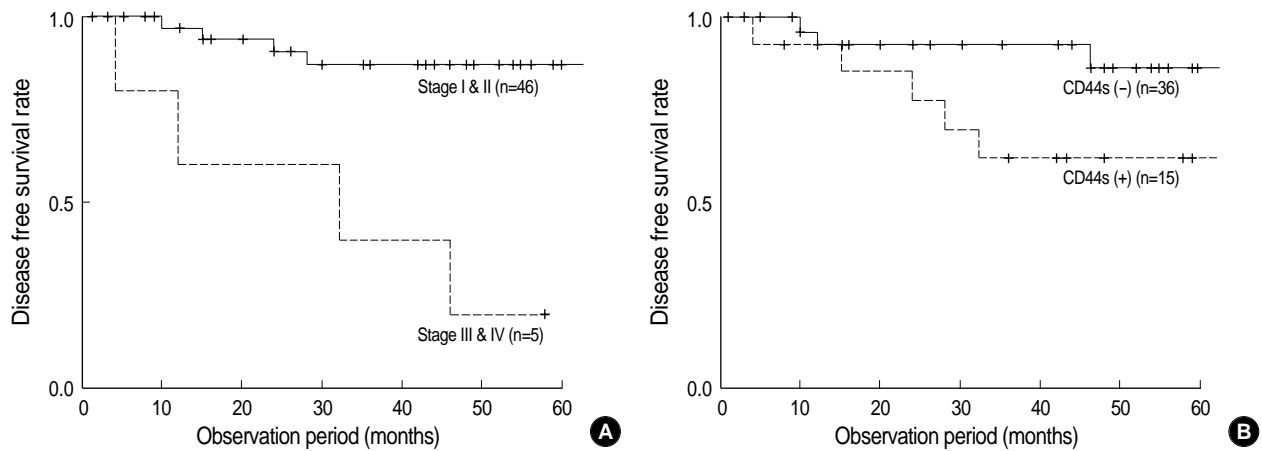 Disease free survival rate
1.0
0.5
0.0
Stage I & II (n=46)
Stage III & IV (n=5)
0 10 20 30 40 50 60
Observation period (months)
A
Disease free survival rate
1.0
0.5
0.0
CD44s (–) (n=36)
CD44s (+) (n=15)
0 10 20 30 40 50 60
Observation period (months)
B